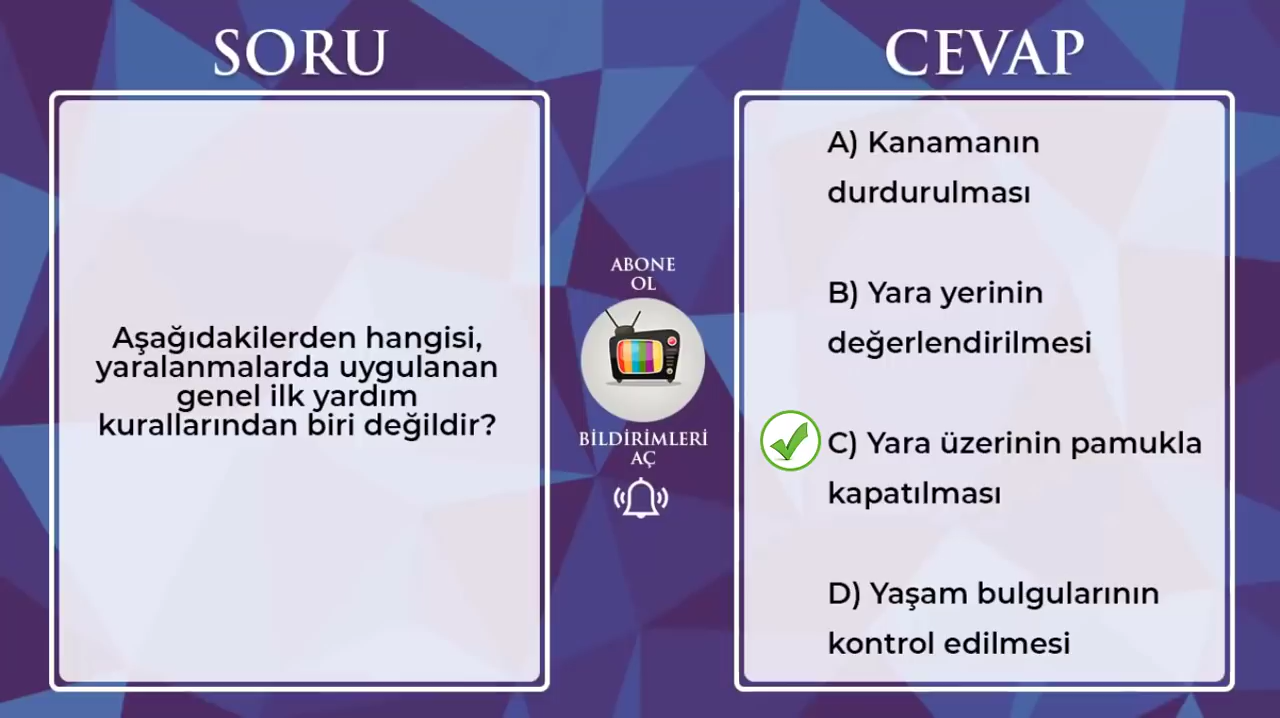 SORU
Aşağıdakilerden hangisi,
yaralanmalarda uygulanan
genel ilk yardım
kurallarından biri değildir?
ABONE
OL
BİLDİRİMLERİ
AÇ
CEVAP
A) Kanamanın
durdurulması
B) Yara yerinin
değerlendirilmesi
C) Yara üzerinin pamukla
kapatılması
D) Yaşam bulgularının
kontrol edilmesi